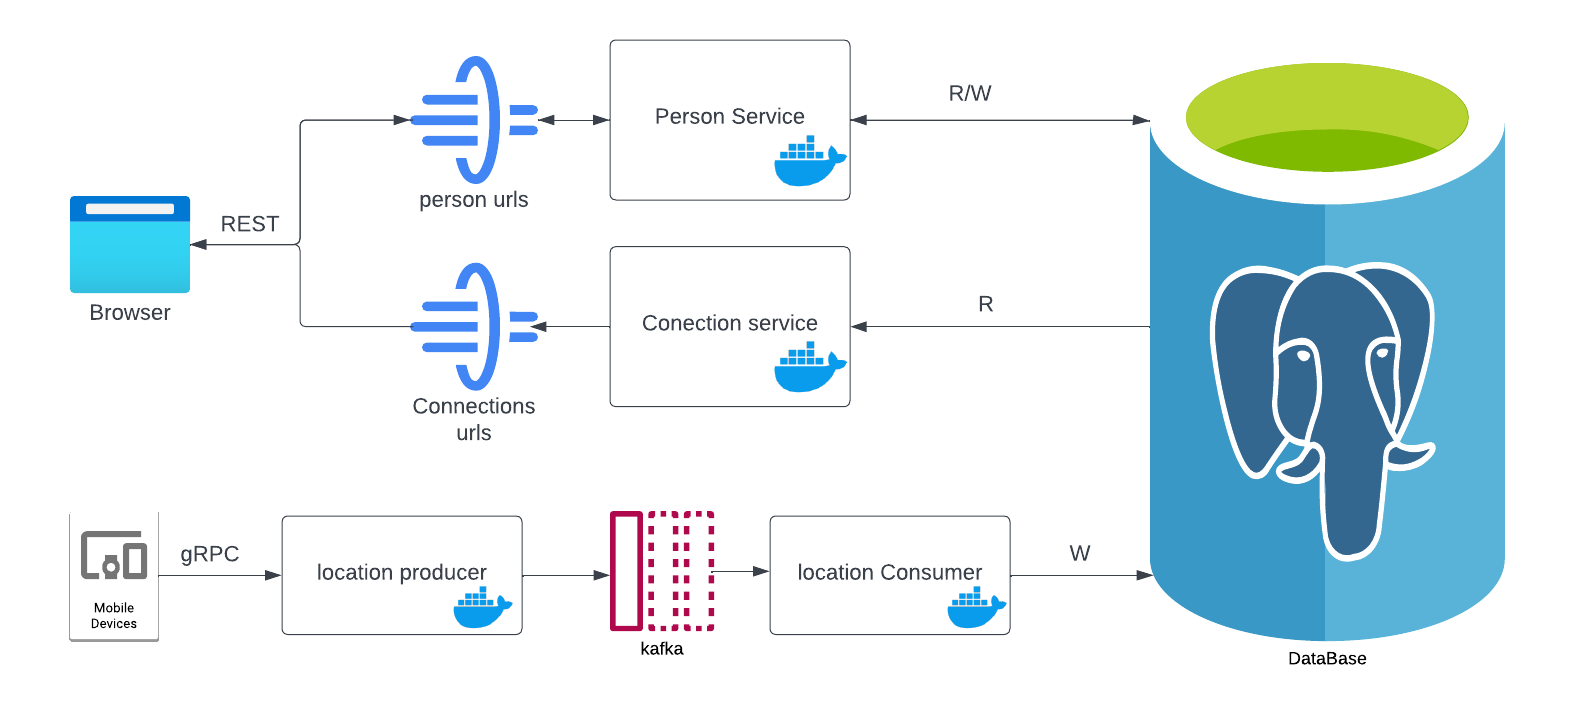 Person Service
R/W
person urls
REST
Browser
Conection service
R
Connections
urls
gRPC
Mobile
Devices
location producer
kafka
location Consumer
W
DataBase